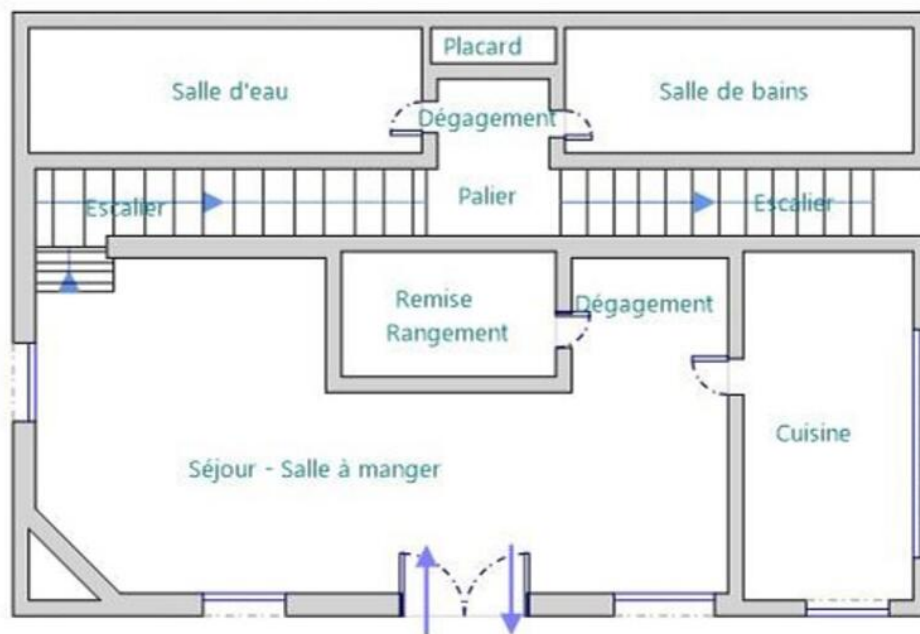 Placard
Salle d'eau
Salle de bains
Dégagement
Escalier
Palier
Escalier
Remise
Rangement
Dégagement
Cuisine
Séjour - Salle à manger